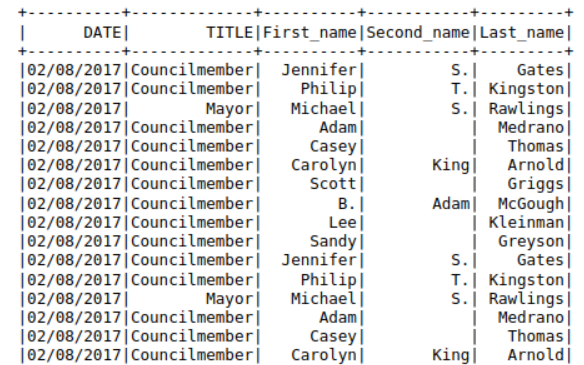 +----------+-------------+----------+-----------+---------+
|      DATE|        TITLE|First_name|Second_name|Last_name|
+----------+-------------+----------+-----------+---------+
|02/08/2017|Councilmember|  Jennifer|         S.|    Gates|
|02/08/2017|Councilmember|    Philip|         T.| Kingston|
|02/08/2017|        Mayor|   Michael|         S.| Rawlings|
|02/08/2017|Councilmember|      Adam|           |  Medrano|
|02/08/2017|Councilmember|     Casey|           |   Thomas|
|02/08/2017|Councilmember|   Carolyn|       King|   Arnold|
|02/08/2017|Councilmember|     Scott|           |   Griggs|
|02/08/2017|Councilmember|        B.|       Adam| McGough|
|02/08/2017|Councilmember|       Lee|           | Kleinman|
|02/08/2017|Councilmember|     Sandy|           |  Greyson|
|02/08/2017|Councilmember|  Jennifer|         S.|    Gates|
|02/08/2017|Councilmember|    Philip|         T.| Kingston|
|02/08/2017|        Mayor|   Michael|         S.| Rawlings|
|02/08/2017|Councilmember|      Adam|           |  Medrano|
|02/08/2017|Councilmember|     Casey|           |   Thomas|
|02/08/2017|Councilmember|   Carolyn|       King|   Arnold|